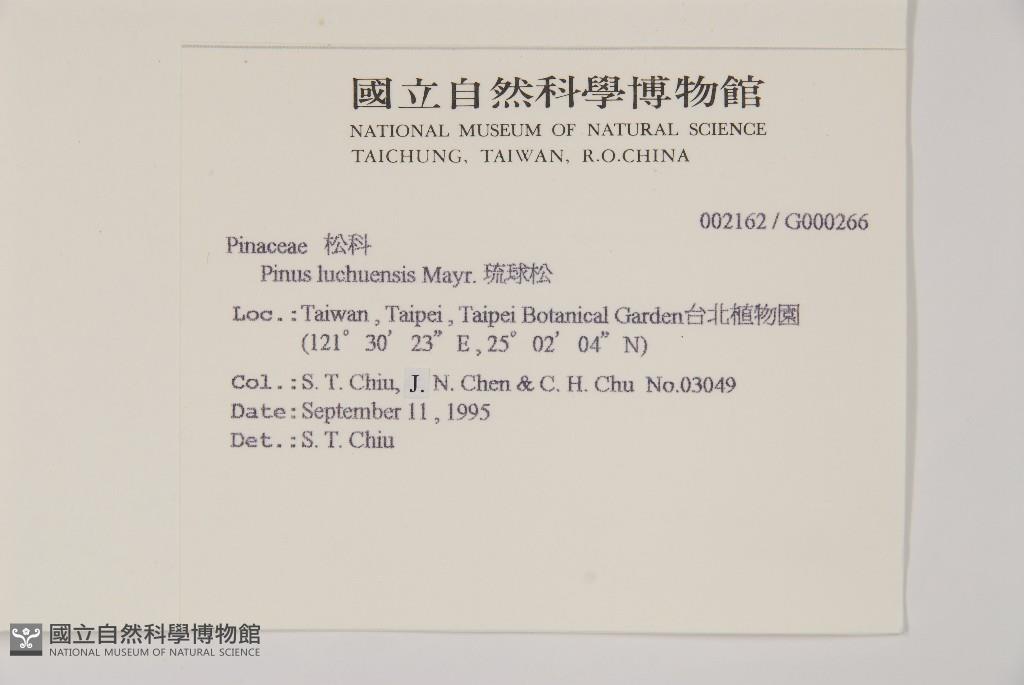 國立自然科學博物館
NATIONAL MUSEUM OF NATURAL SCIENCE
TAICHUNG, TAIWAN, R.O.CHINA
002162 / G000266
Pinaceae 松科
Pinus luchuensis Mayr. 琉球松
Loc.: Taiwan , Taipei , Taipei Botanical Garden台北植物園
(121° 30’ 23” E , 25° 02’ 04” N)
Col.: S. T. Chiu, J. N. Chen & C. H. Chu No.03049
Date: September 11 , 1995
Det.: S. T. Chiu
國立自然科學博物館
NATIONAL MUSEUM OF NATURAL SCIENCE